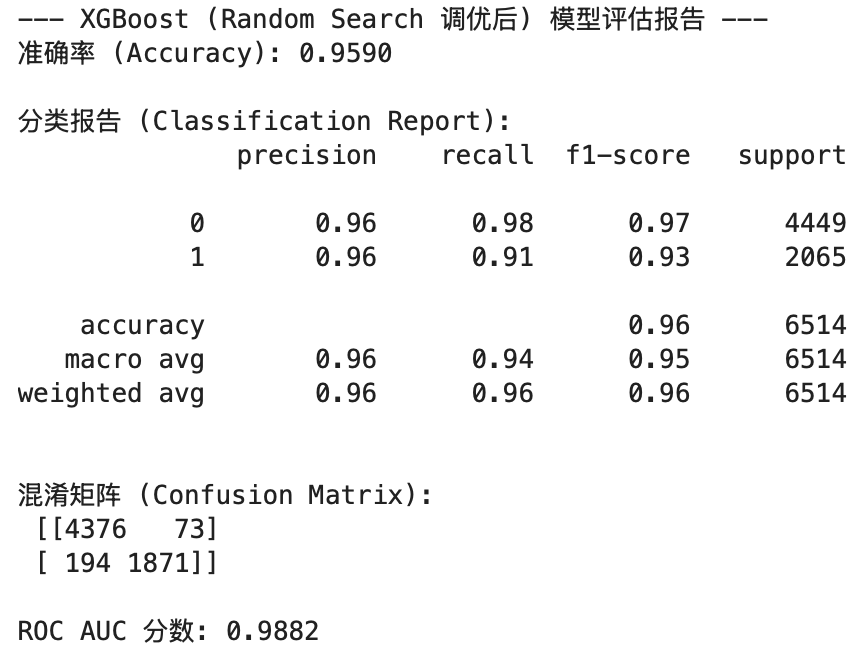 --- XGBoost (Random Search 调优后) 模型评估报告 ---
准确率 (Accuracy): 0.9590
分类报告 (Classification Report):
precision recall f1-score support
0 0.96 0.98 0.97 4449
1 0.96 0.91 0.93 2065
accuracy 0.96 6514
macro avg 0.96 0.94 0.95 6514
weighted avg 0.96 0.96 0.96 6514
混淆矩阵 (Confusion Matrix):
[[4376 73]
[ 194 1871]]
ROC AUC 分数: 0.9882